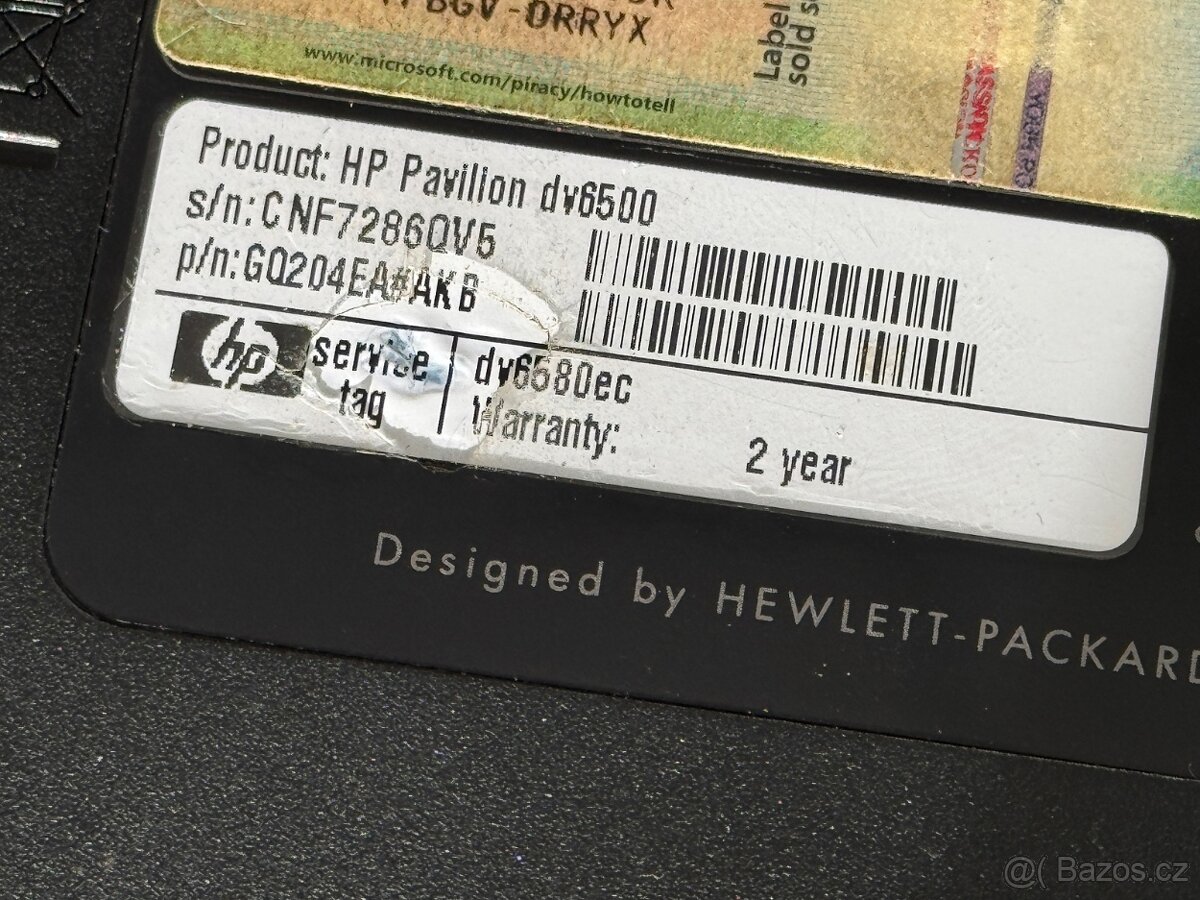 BGV-DRRYX
www.microsoft.com/piracy/howtotell
Label
sold
Product: HP Pavilion dv6500
s/n:CNF7286QV5
p/n:GQ204EA#AKB
hp
service
tag
dv6580ec
Warranty:
2 year
Designed by HEWLETT-PACKARD
@( Bazos.cz